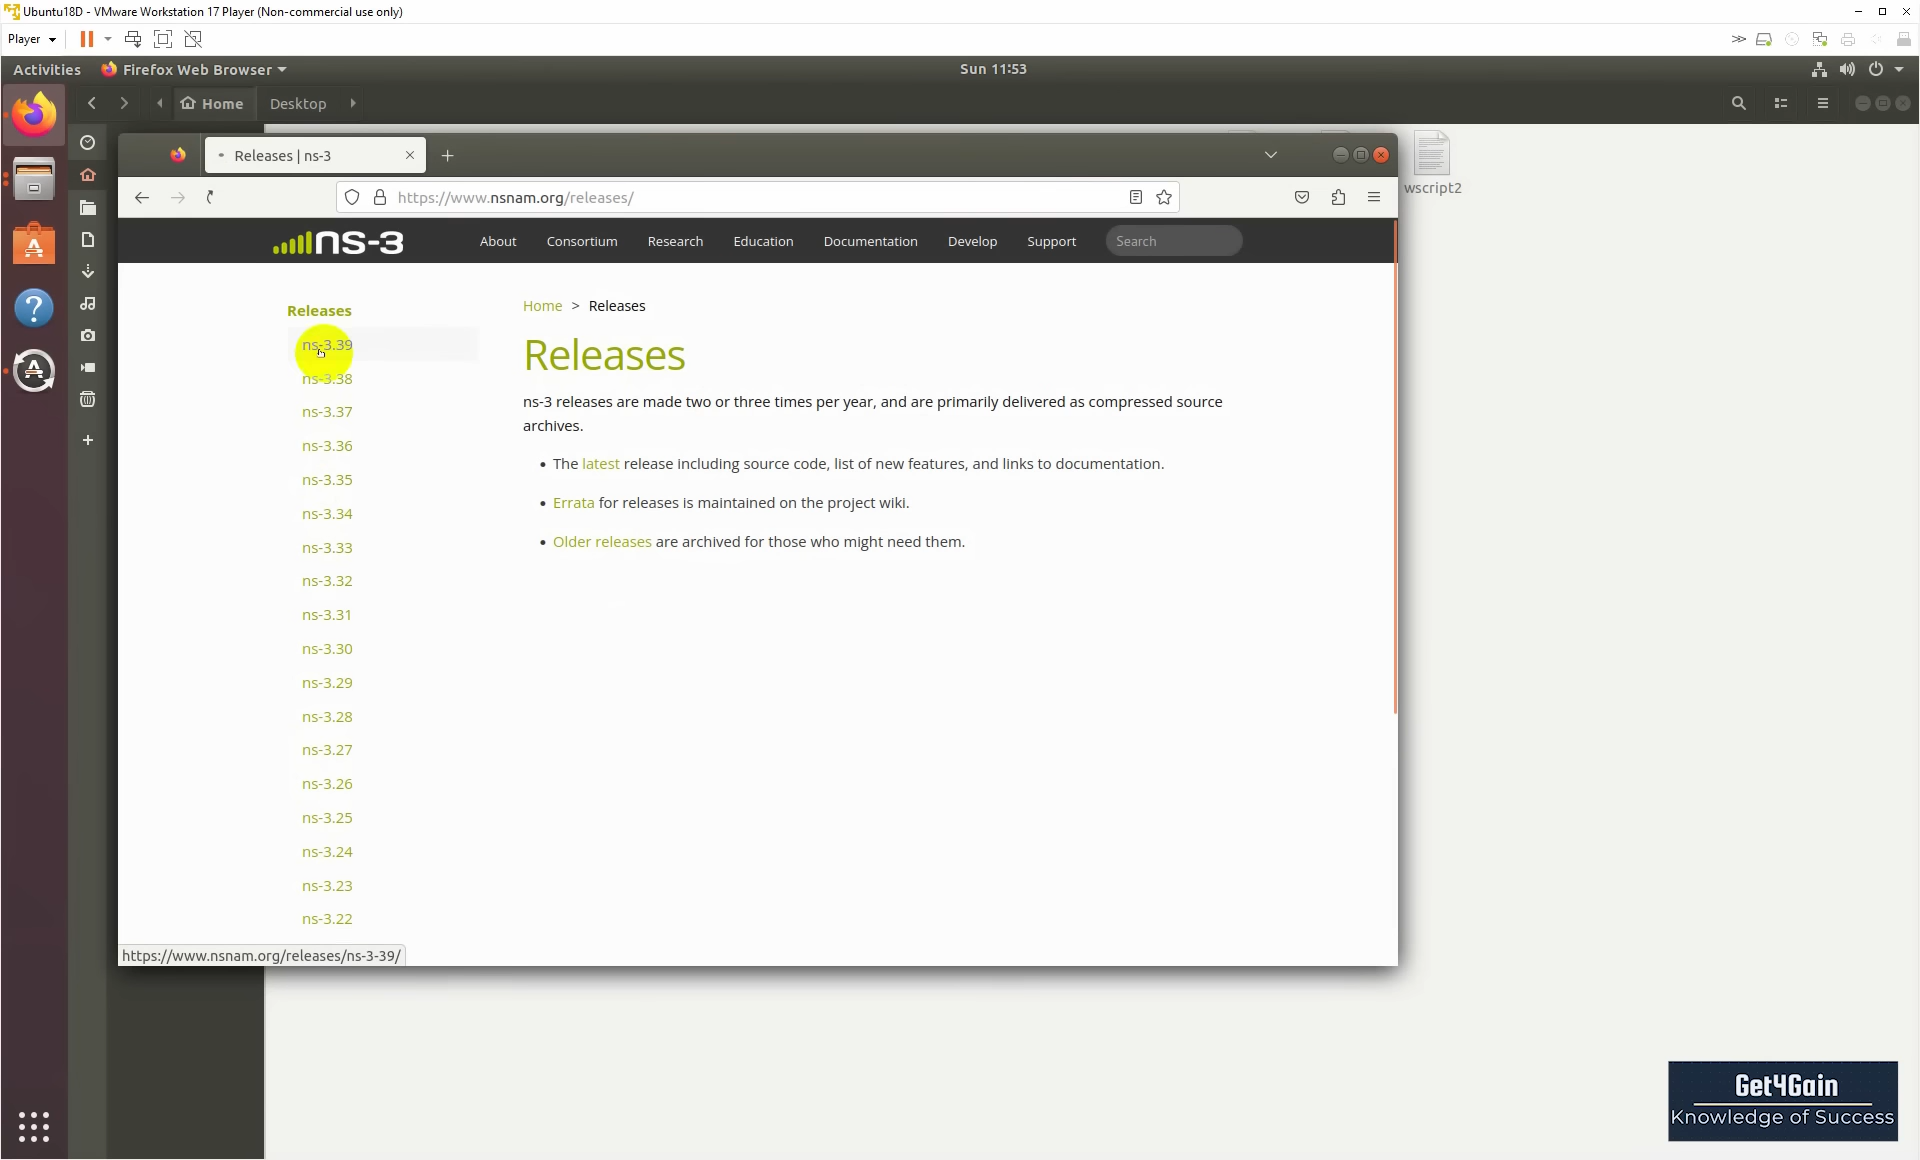 Ubuntu18D - VMware Workstation 17 Player (Non-commercial use only)
Player
Activities
Firefox Web Browser
Sun 11:53
Home
Desktop
wscript2
Releases | ns-3
https://www.nsnam.org/releases/
ns-3
About
Consortium
Research
Education
Documentation
Develop
Support
Search
Releases
ns-3.39
ns-3.38
ns-3.37
ns-3.36
ns-3.35
ns-3.34
ns-3.33
ns-3.32
ns-3.31
ns-3.30
ns-3.29
ns-3.28
ns-3.27
ns-3.26
ns-3.25
ns-3.24
ns-3.23
ns-3.22
Home > Releases
Releases
ns-3 releases are made two or three times per year, and are primarily delivered as compressed source
archives.
The latest release including source code, list of new features, and links to documentation.
Errata for releases is maintained on the project wiki.
Older releases are archived for those who might need them.
https://www.nsnam.org/releases/ns-3-39/
Get4Gain
Knowledge of Success